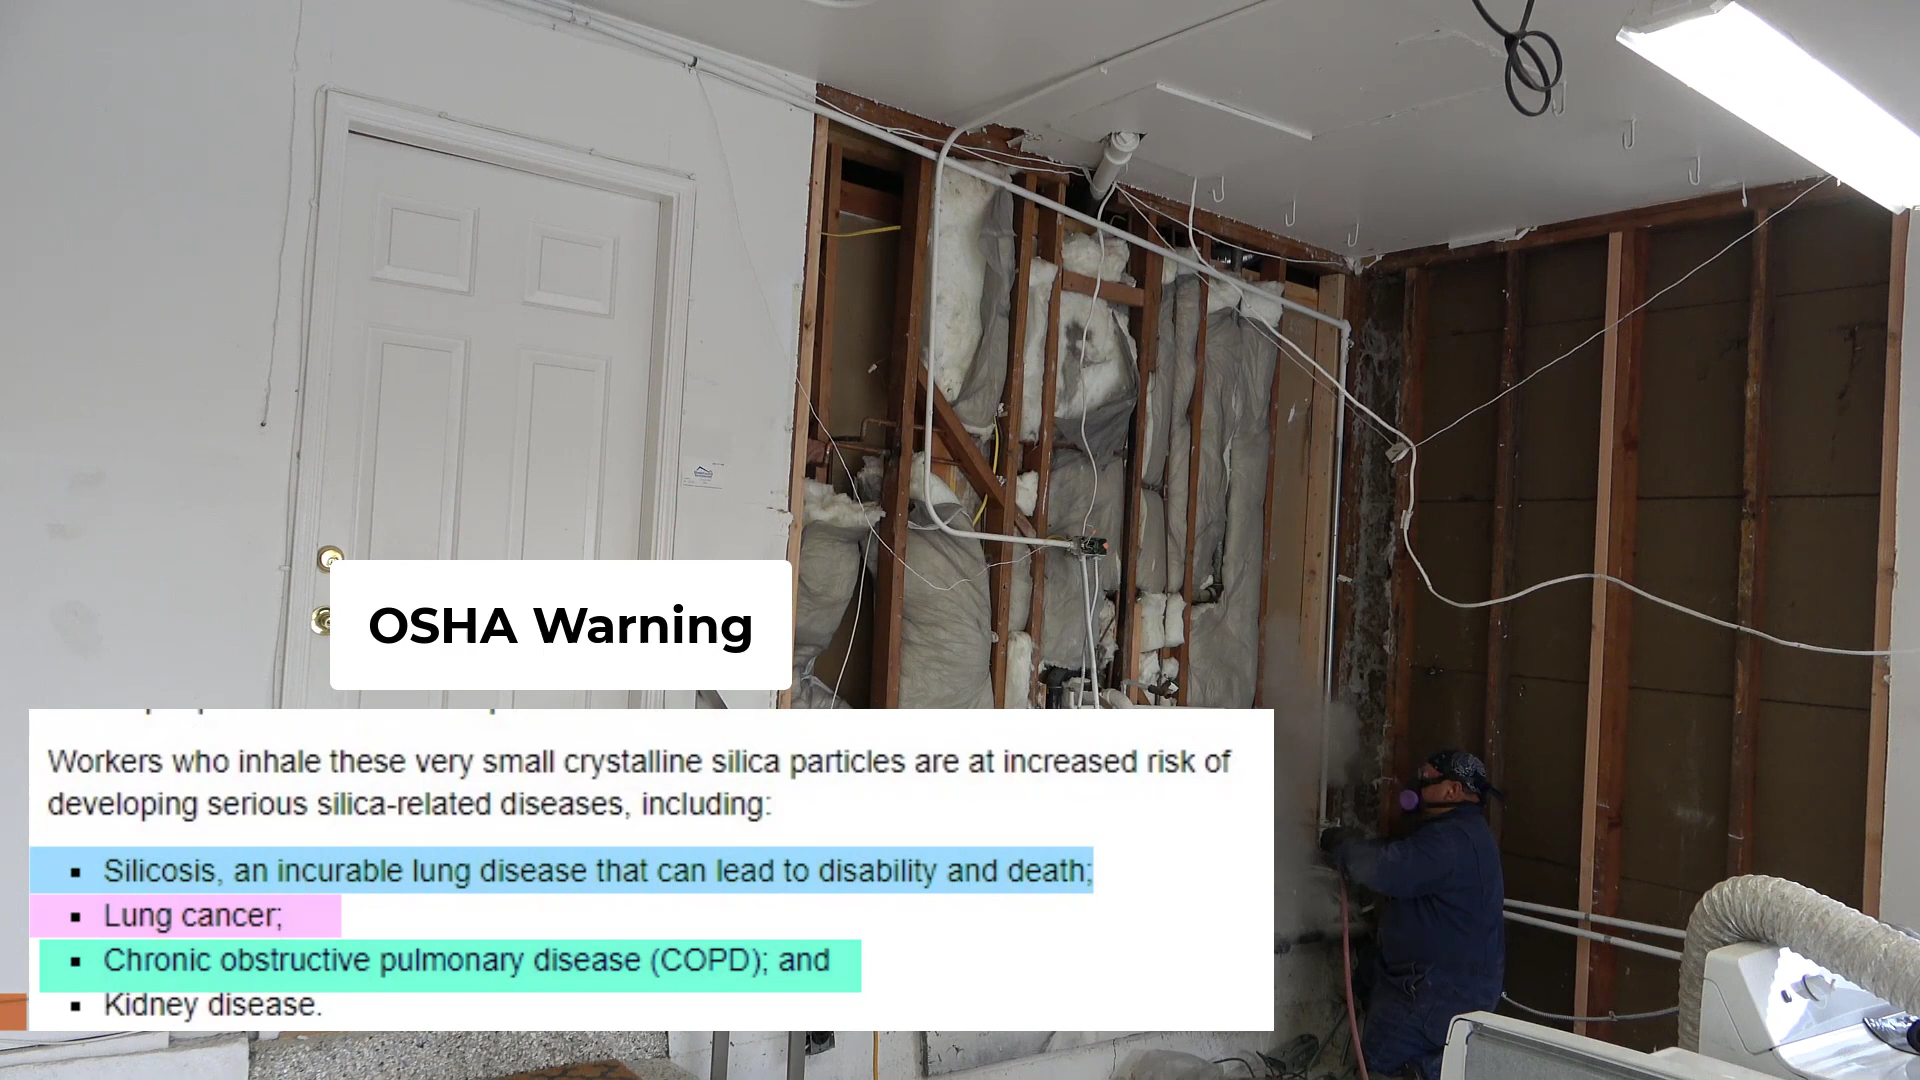 OSHA Warning
Workers who inhale these very small crystalline silica particles are at increased risk of
developing serious silica-related diseases, including:
▪ Silicosis, an incurable lung disease that can lead to disability and death;
▪ Lung cancer;
▪ Chronic obstructive pulmonary disease (COPD); and
▪ Kidney disease.